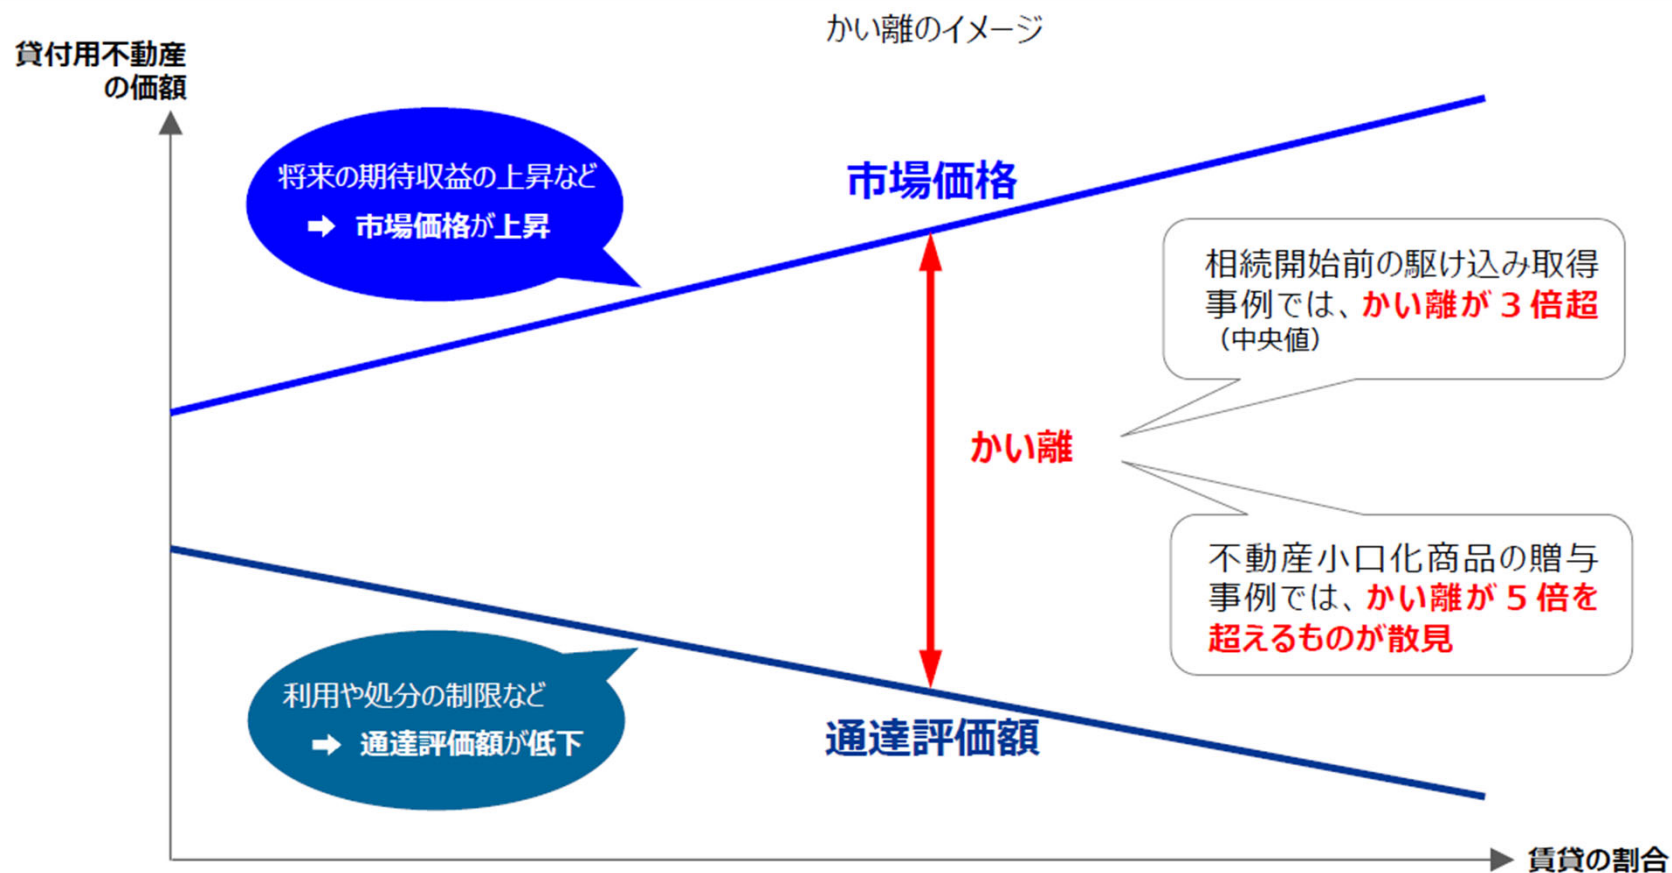 かい離のイメージ
貸付用不動産
の価額
将来の期待収益の上昇など
➡ 市場価格が上昇
市場価格
相続開始前の駆け込み取得
事例では、かい離が３倍超
（中央値）
かい離
不動産小口化商品の贈与
事例では、かい離が５倍を
超えるものが散見
利用や処分の制限など
➡ 通達評価額が低下
通達評価額
賃貸の割合